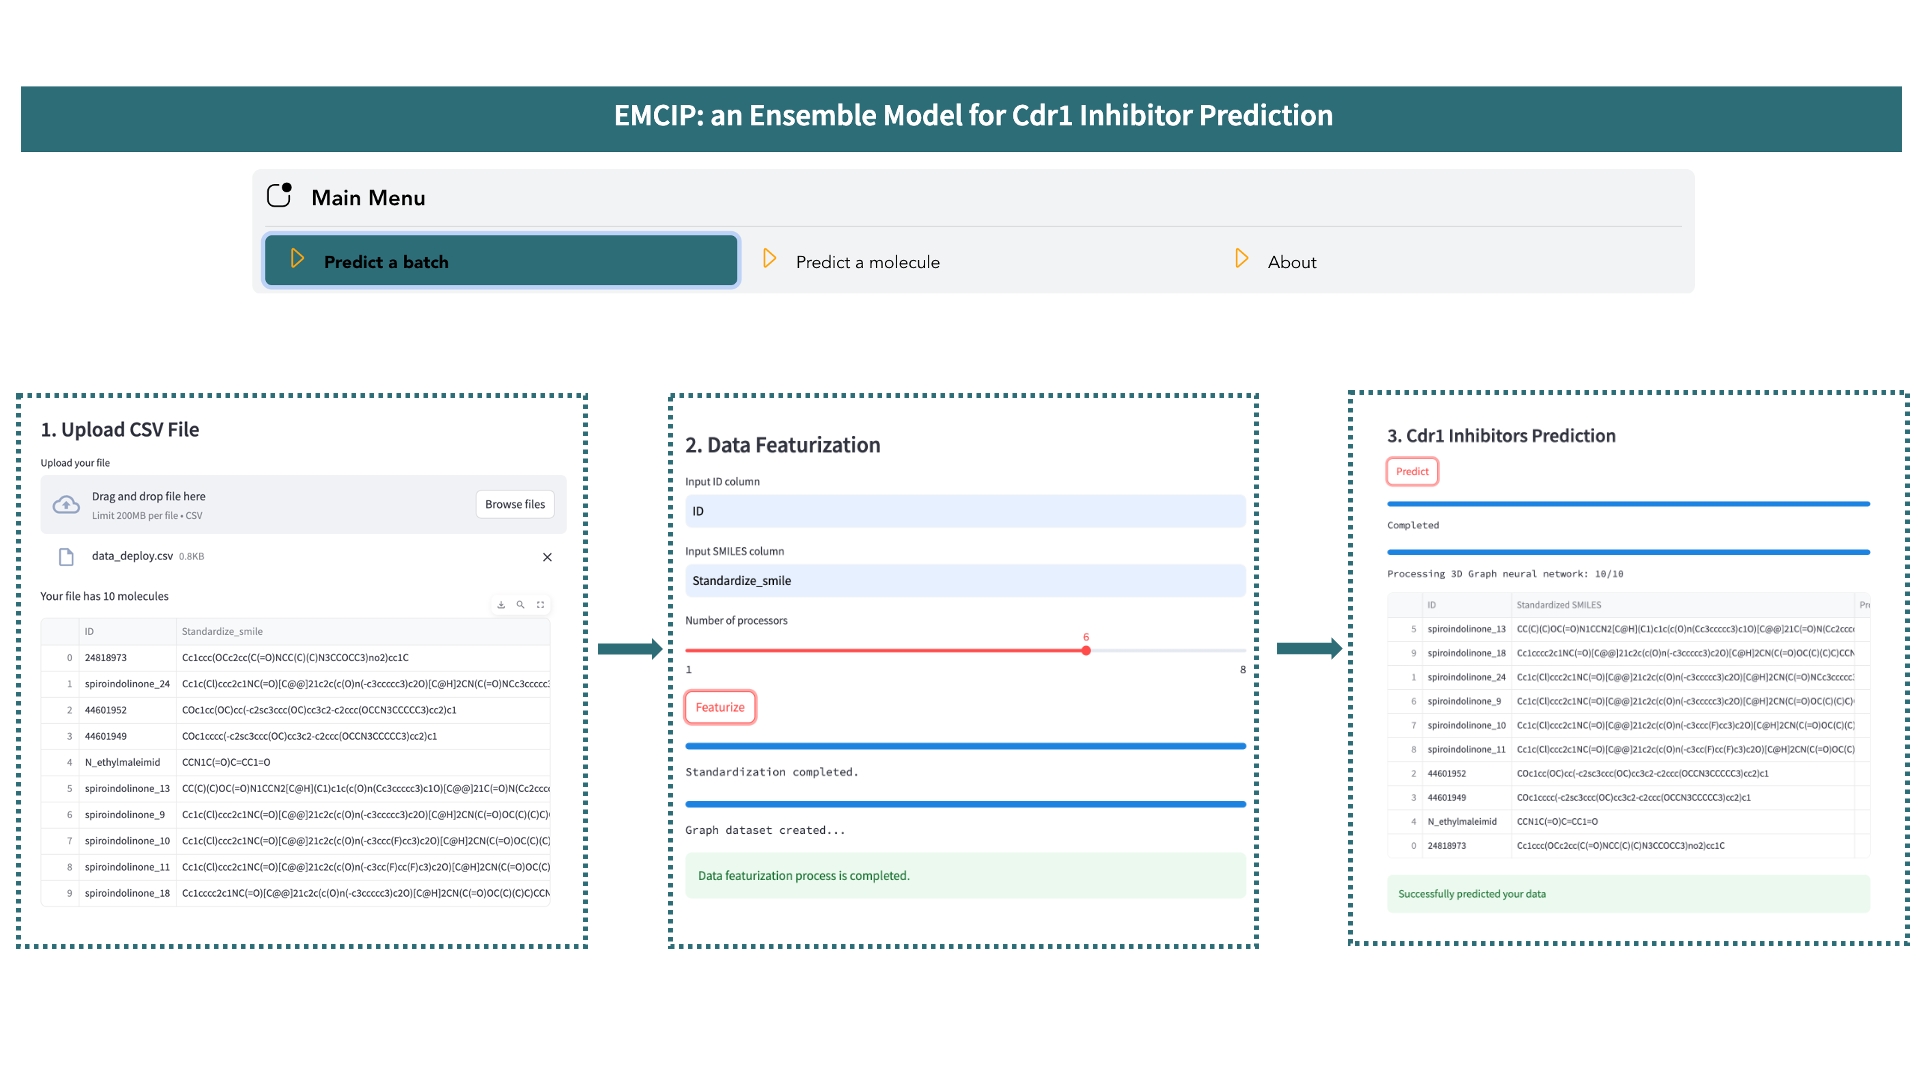 EMCIP: an Ensemble Model for Cdr1 Inhibitor Prediction
Main Menu
Predict a batch
Predict a molecule
About
1. Upload CSV File
Upload your file
Drag and drop file here
Limit 200MB per file • CSV
Browse files
data_deploy.csv 0.8KB
Your file has 10 molecules
ID Standardize_smile
0 24818973 Cc1ccc(OCc2cc(C(=O)NCC(C)(C)N3CCOCC3)no2)cc1C
1 spiroindolinone_24 Cc1c(Cl)ccc2c1NC(=O)[C@@]21c2c(c(O)n(-c3ccccc3)c2O)[C@H]2CN(C(=O)NCc3ccccc3
2 44601952 COc1cc(OC)cc(-c2sc3ccc(OC)cc3c2-c2ccc(OCCN3CCCCC3)cc2)c1
3 44601949 COc1cccc(-c2sc3ccc(OC)cc3c2-c2ccc(OCCN3CCCCC3)cc2)c1
4 N_ethylmaleimid CCN1C(=O)C=CC1=O
5 spiroindolinone_13 CC(C)(C)OC(=O)N1CCN2[C@H](C1)c1c(c(O)n(Cc3ccccc3)c1O)[C@@]21C(=O)N(Cc2cccc
6 spiroindolinone_9 Cc1c(Cl)ccc2c1NC(=O)[C@@]21c2c(c(O)n(-c3ccccc3)c2O)[C@H]2CN(C(=O)OC(C)(C)C)
7 spiroindolinone_10 Cc1c(Cl)ccc2c1NC(=O)[C@@]21c2c(c(O)n(-c3ccc(F)cc3)c2O)[C@H]2CN(C(=O)OC(C)
8 spiroindolinone_11 Cc1c(Cl)ccc2c1NC(=O)[C@@]21c2c(c(O)n(-c3cc(F)cc(F)c3)c2O)[C@H]2CN(C(=O)OC(C)
9 spiroindolinone_18 Cc1cccc2c1NC(=O)[C@@]21c2c(c(O)n(-c3ccccc3)c2O)[C@H]2CN(C(=O)OC(C)(C)C)CCN
2. Data Featurization
Input ID column
ID
Input SMILES column
Standardize_smile
Number of processors
6
1 8
Featurize
Standardization completed.
Graph dataset created...
Data featurization process is completed.
3. Cdr1 Inhibitors Prediction
Predict
Completed
Processing 3D Graph neural network: 10/10
ID Standardized SMILES Pr
5 spiroindolinone_13 CC(C)(C)OC(=O)N1CCN2[C@H](C1)c1c(c(O)n(Cc3ccccc3)c1O)[C@@]21C(=O)N(Cc2cccc
9 spiroindolinone_18 Cc1cccc2c1NC(=O)[C@@]21c2c(c(O)n(-c3ccccc3)c2O)[C@H]2CN(C(=O)OC(C)(C)C)CCN
1 spiroindolinone_24 Cc1c(Cl)ccc2c1NC(=O)[C@@]21c2c(c(O)n(-c3ccccc3)c2O)[C@H]2CN(C(=O)NCc3ccccc3
6 spiroindolinone_9 Cc1c(Cl)ccc2c1NC(=O)[C@@]21c2c(c(O)n(-c3ccccc3)c2O)[C@H]2CN(C(=O)OC(C)(C)C)
7 spiroindolinone_10 Cc1c(Cl)ccc2c1NC(=O)[C@@]21c2c(c(O)n(-c3ccc(F)cc3)c2O)[C@H]2CN(C(=O)OC(C)
8 spiroindolinone_11 Cc1c(Cl)ccc2c1NC(=O)[C@@]21c2c(c(O)n(-c3cc(F)cc(F)c3)c2O)[C@H]2CN(C(=O)OC(C)
2 44601952 COc1cc(OC)cc(-c2sc3ccc(OC)cc3c2-c2ccc(OCCN3CCCCC3)cc2)c1
3 44601949 COc1cccc(-c2sc3ccc(OC)cc3c2-c2ccc(OCCN3CCCCC3)cc2)c1
4 N_ethylmaleimid CCN1C(=O)C=CC1=O
0 24818973 Cc1ccc(OCc2cc(C(=O)NCC(C)(C)N3CCOCC3)no2)cc1C
Successfully predicted your data